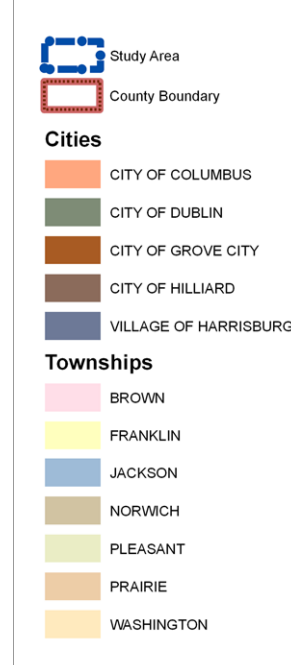 Study Area
County Boundary
Cities
CITY OF COLUMBUS
CITY OF DUBLIN
CITY OF GROVE CITY
CITY OF HILLIARD
VILLAGE OF HARRISBURG
Townships
BROWN
FRANKLIN
JACKSON
NORWICH
PLEASANT
PRAIRIE
WASHINGTON